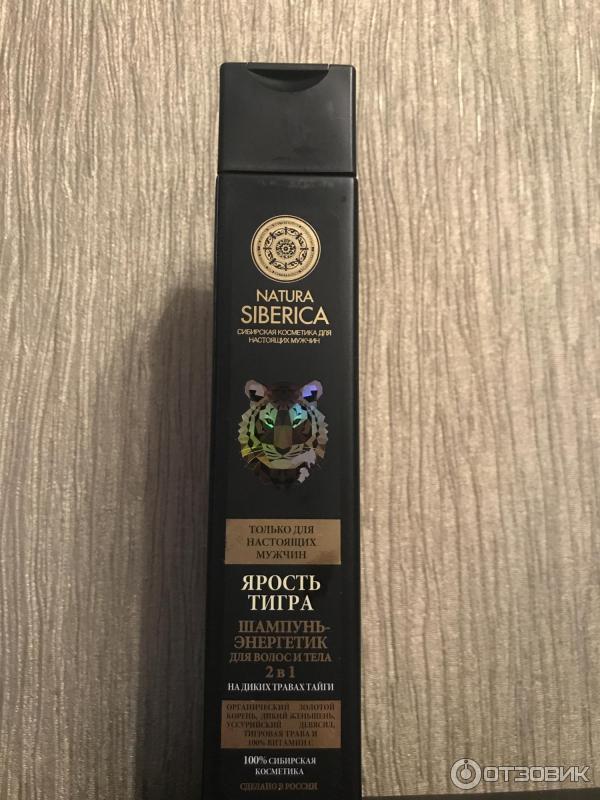 NATURA
SIBERICA
СИБИРСКАЯ КОСМЕТИКА ДЛЯ
НАСТОЯЩИХ МУЖЧИН
ТОЛЬКО ДЛЯ
НАСТОЯЩИХ
МУЖЧИН
ЯРОСТЬ
ТИГРА
ШАМПУНЬ-
ЭНЕРГЕТИК
ДЛЯ ВОЛОС И ТЕЛА
2 в 1
НА ДИКИХ ТРАВАХ ТАЙГИ
ОРГАНИЧЕСКИЙ ЗОЛОТОЙ
КОРЕНЬ, ДИКИЙ ЖЕНЬШЕНЬ,
УССУРИЙСКИЙ ДЕВЯСИЛ,
ТИГРОВАЯ ТРАВА И
100% ВИТАМИН С
100% СИБИРСКАЯ
КОСМЕТИКА
СДЕЛАНО В РОССИИ
ОТЗОВИК